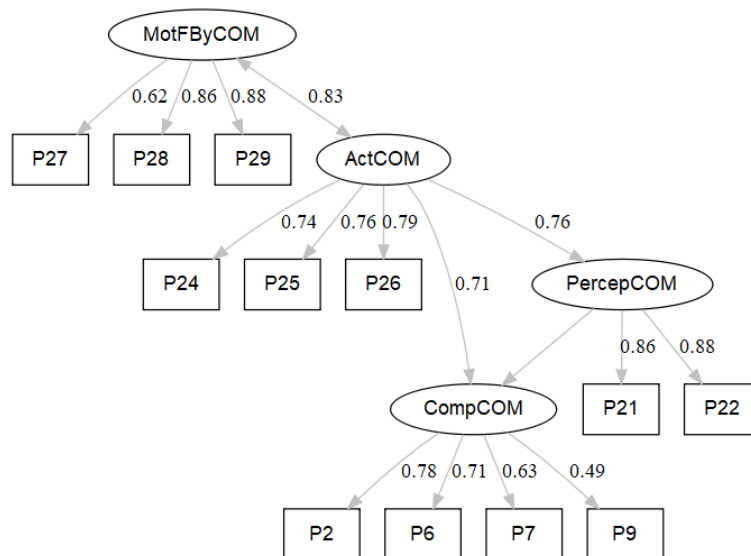 MotFByCOM
0.62 0.86 0.88 0.83
P27 P28 P29 ActCOM
0.74 0.76 0.79 0.76
P24 P25 P26 0.71 PercepCOM
0.86 0.88
CompCOM P21 P22
0.78 0.71 0.63 0.49
P2 P6 P7 P9